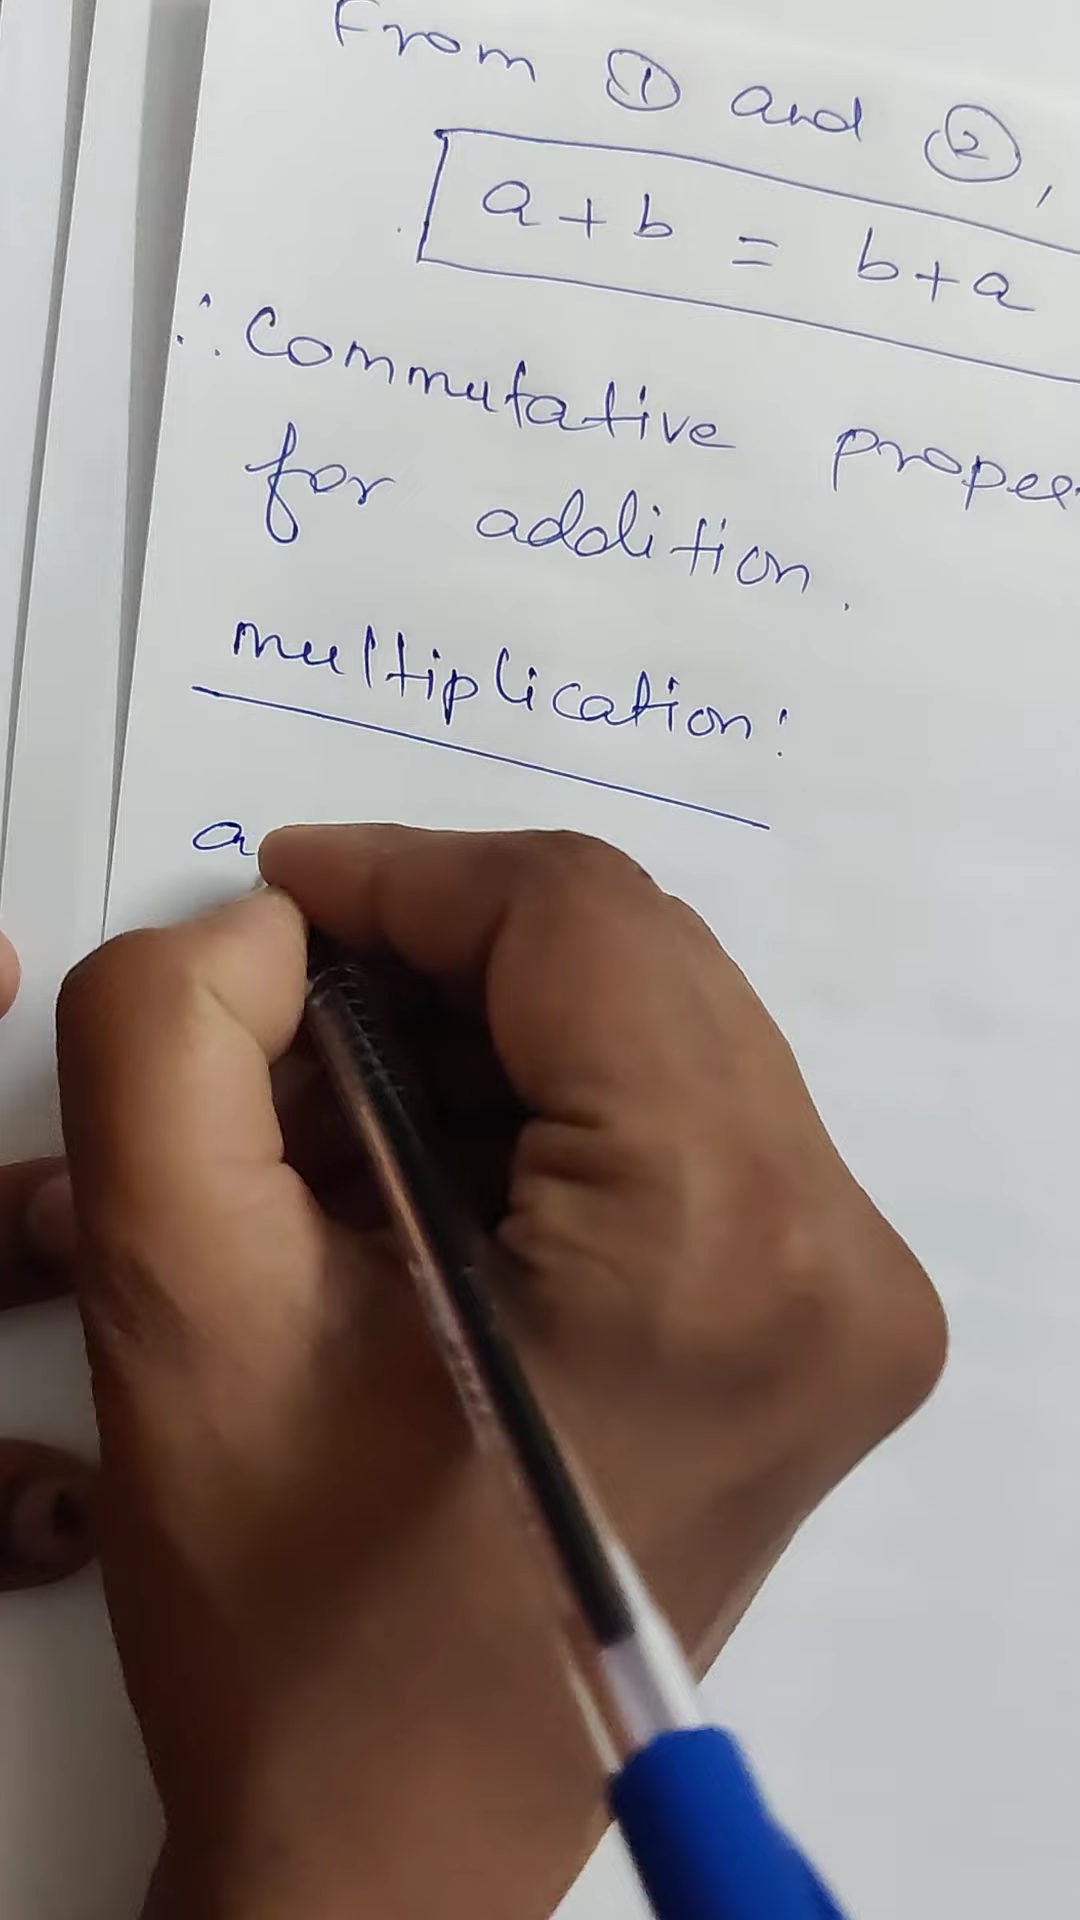 From ① and ②,
a + b = b + a
∴ Commutative
for addition.
multiplication:
a